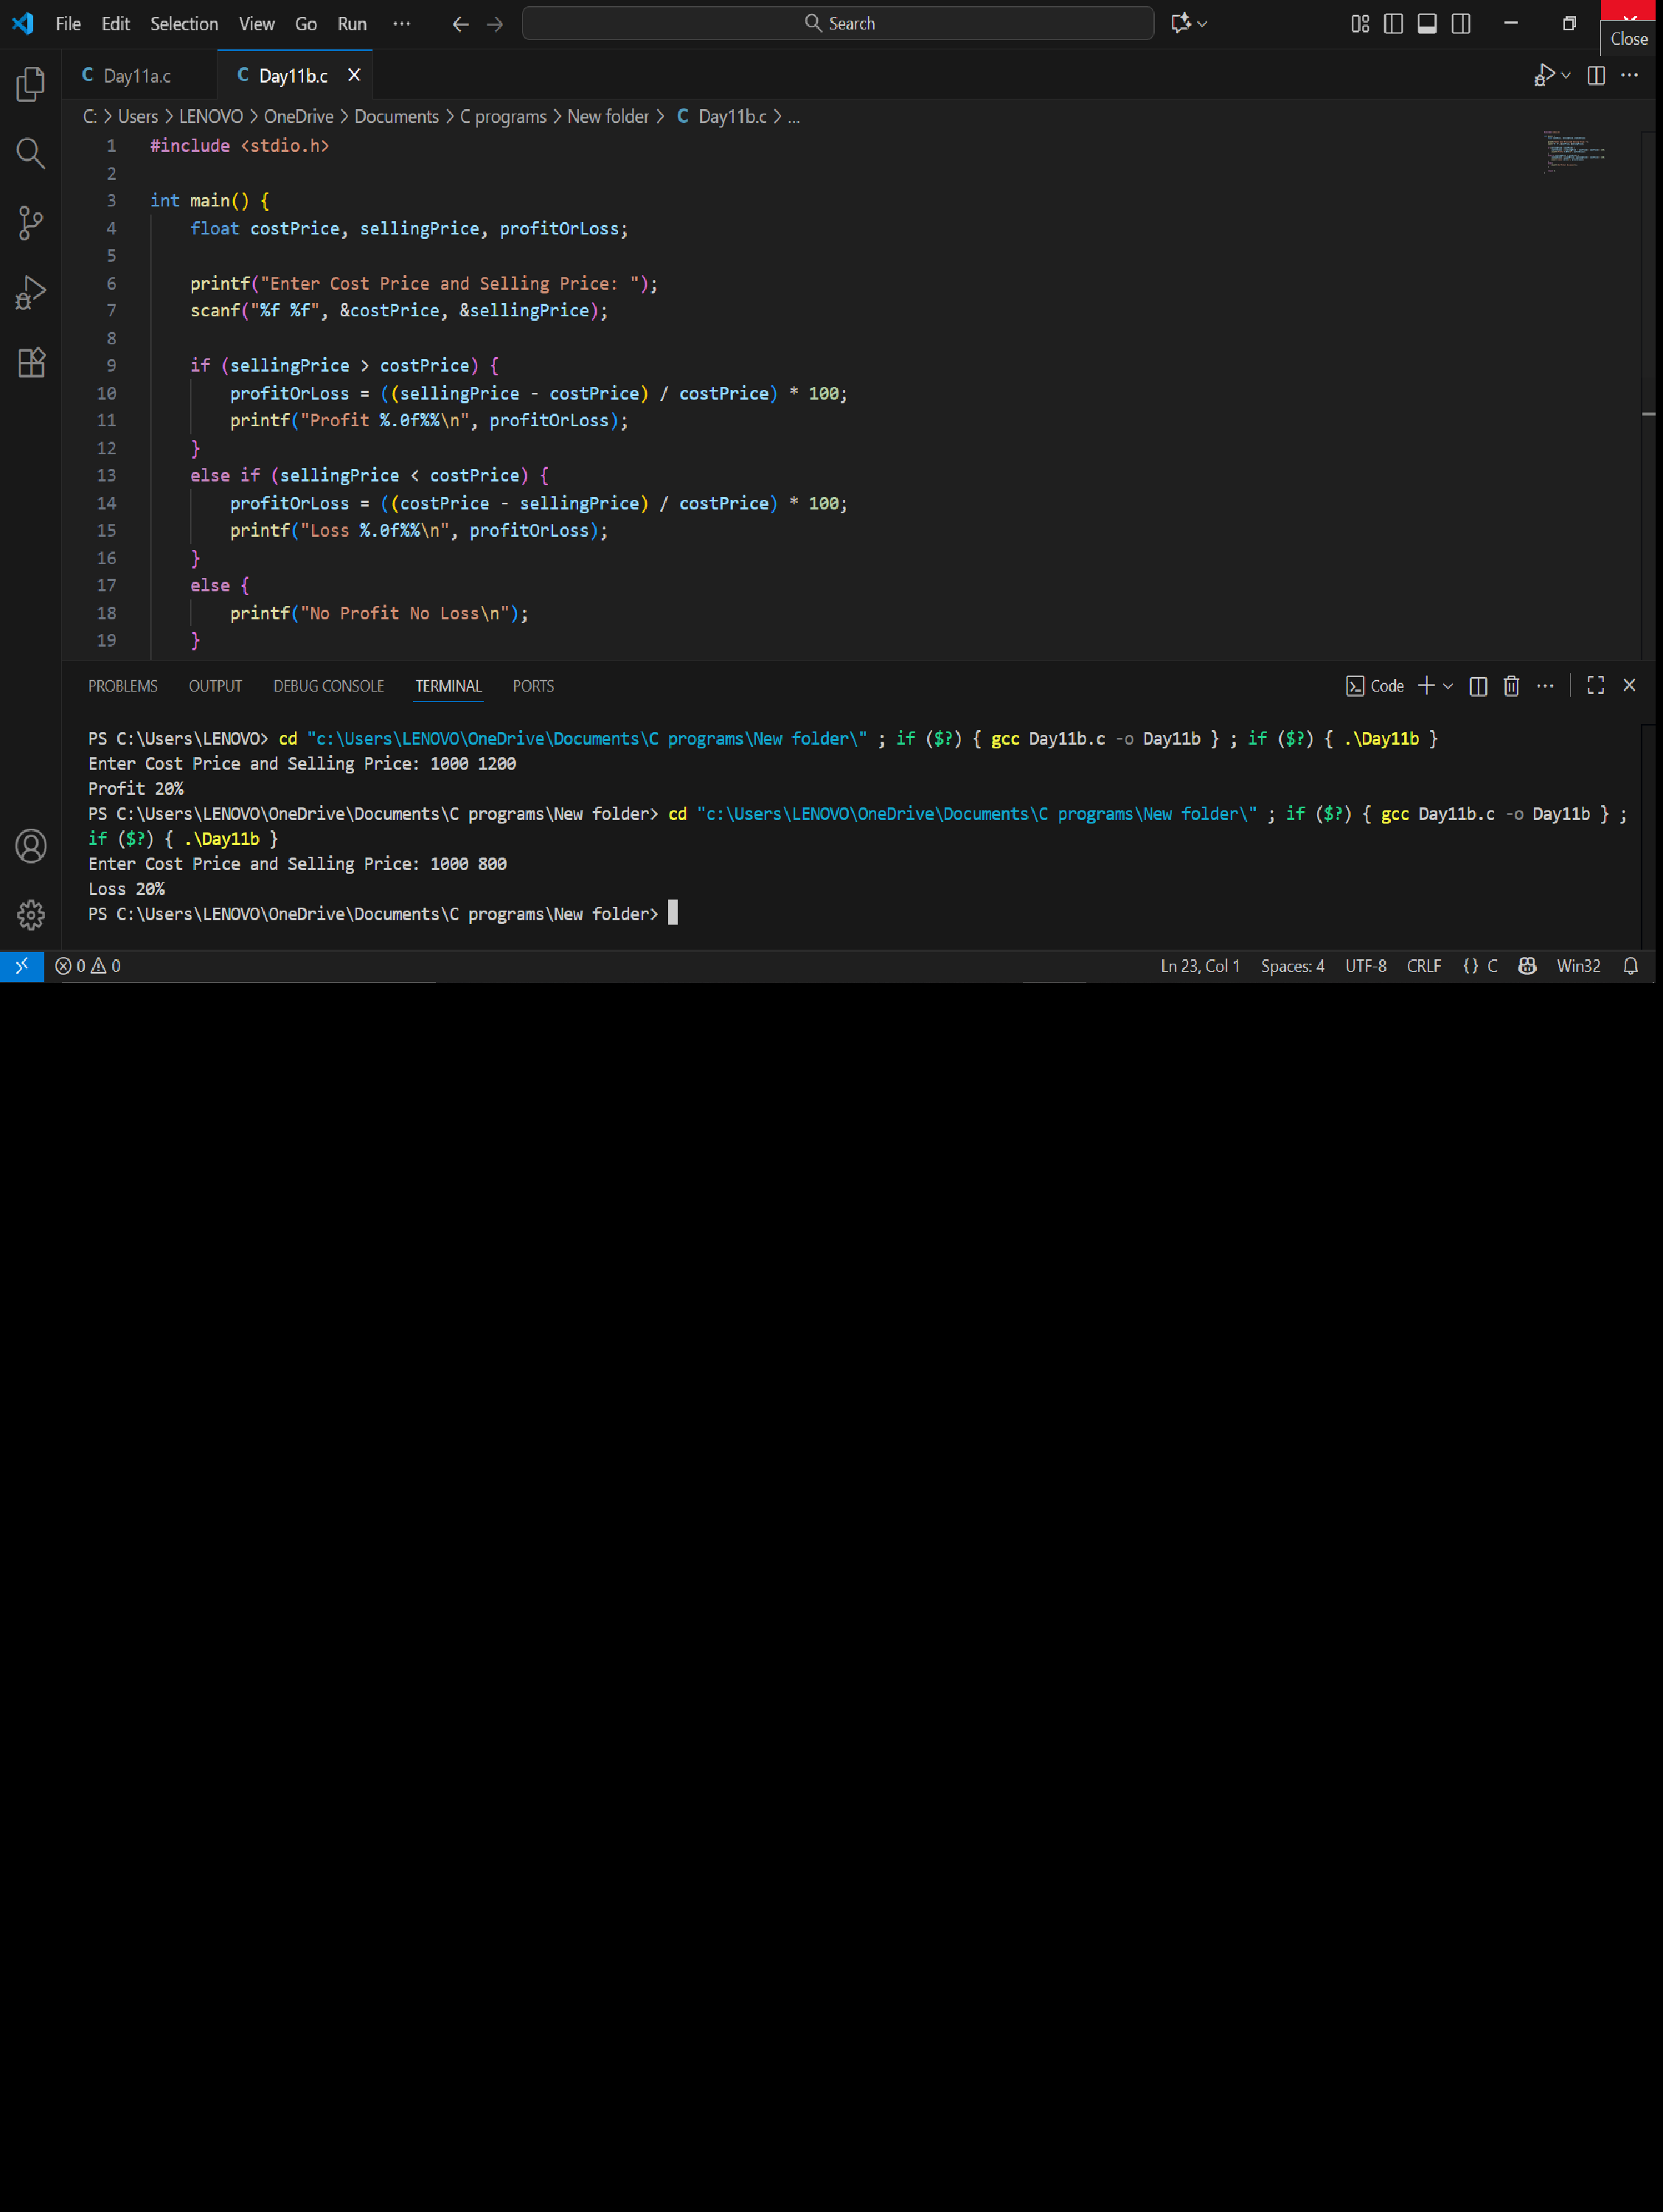 File Edit Selection View Go Run ··· Search
Close
C Day11a.c C Day11b.c X
C: > Users > LENOVO > OneDrive > Documents > C programs > New folder > C Day11b.c > ...
1 #include <stdio.h>
2
3 int main() {
4     float costPrice, sellingPrice, profitOrLoss;
5
6     printf("Enter Cost Price and Selling Price: ");
7     scanf("%f %f", &costPrice, &sellingPrice);
8
9     if (sellingPrice > costPrice) {
10         profitOrLoss = ((sellingPrice - costPrice) / costPrice) * 100;
11         printf("Profit %.0f%%\n", profitOrLoss);
12     }
13     else if (sellingPrice < costPrice) {
14         profitOrLoss = ((costPrice - sellingPrice) / costPrice) * 100;
15         printf("Loss %.0f%%\n", profitOrLoss);
16     }
17     else {
18         printf("No Profit No Loss\n");
19     }
PROBLEMS OUTPUT DEBUG CONSOLE TERMINAL PORTS Code
PS C:\Users\LENOVO> cd "c:\Users\LENOVO\OneDrive\Documents\C programs\New folder\" ; if ($?) { gcc Day11b.c -o Day11b } ; if ($?) { .\Day11b }
Enter Cost Price and Selling Price: 1000 1200
Profit 20%
PS C:\Users\LENOVO\OneDrive\Documents\C programs\New folder> cd "c:\Users\LENOVO\OneDrive\Documents\C programs\New folder\" ; if ($?) { gcc Day11b.c -o Day11b } ;
if ($?) { .\Day11b }
Enter Cost Price and Selling Price: 1000 800
Loss 20%
PS C:\Users\LENOVO\OneDrive\Documents\C programs\New folder>
0 0 Ln 23, Col 1 Spaces: 4 UTF-8 CRLF {} C Win32